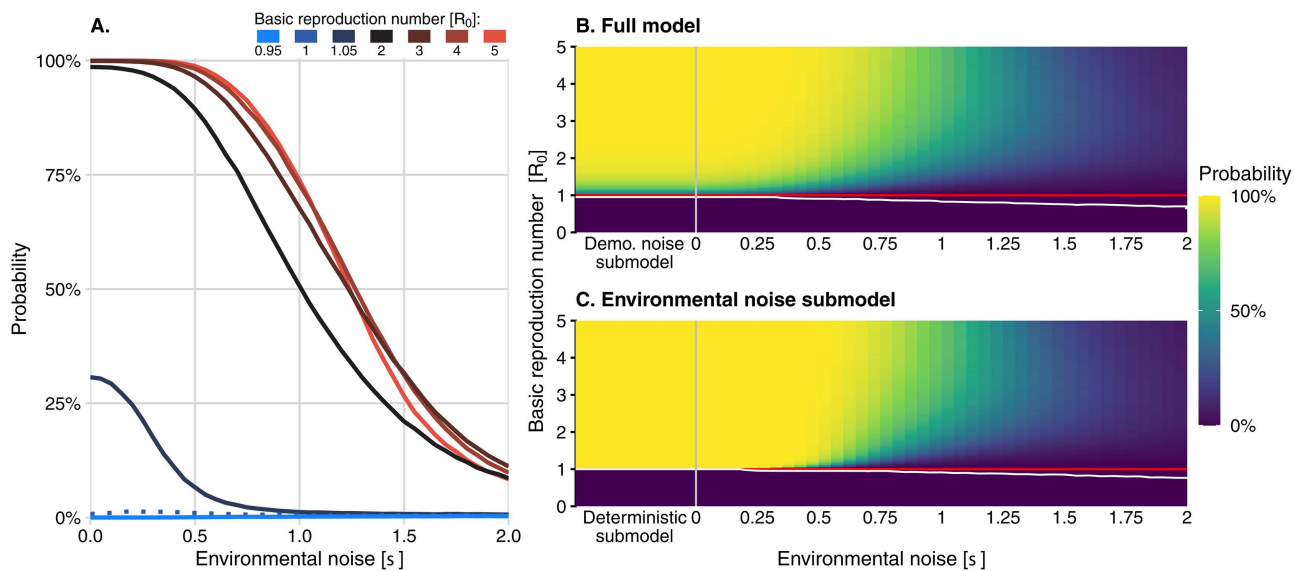 A.
Basic reproduction number [R₀]:
0.95 1 1.05 2 3 4 5
100%
75%
50%
25%
0%
Probability
0.0 0.5 1.0 1.5 2.0
Environmental noise [s]
B. Full model
5
4
3
2
1
0
Demo. noise submodel
0 0.25 0.5 0.75 1 1.25 1.5 1.75 2
Basic reproduction number [R₀]
C. Environmental noise submodel
5
4
3
2
1
0
Deterministic submodel
0 0.25 0.5 0.75 1 1.25 1.5 1.75 2
Environmental noise [s]
Probability
100%
50%
0%